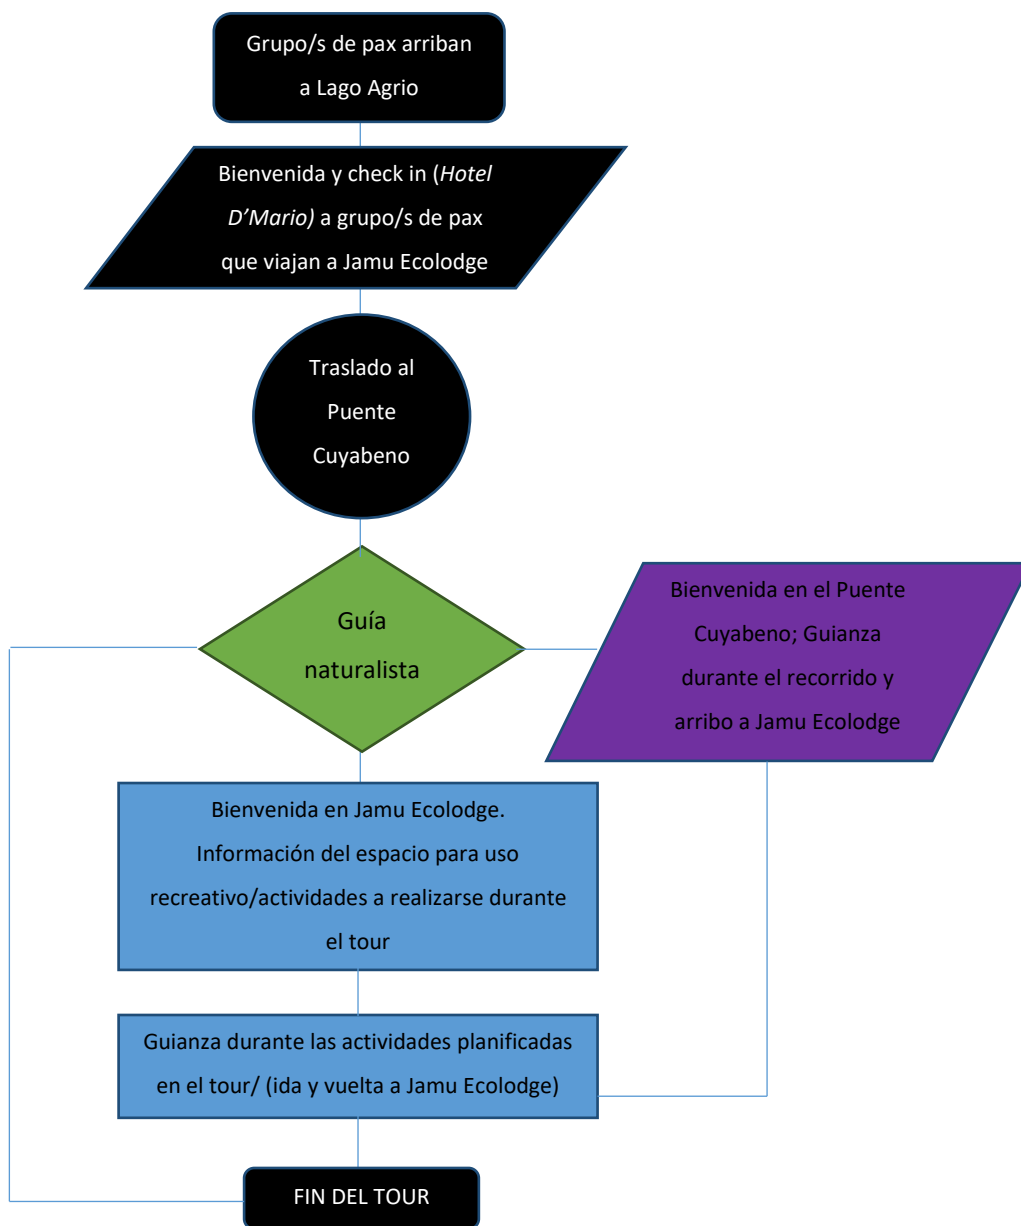 Grupo/s de pax arriban
a Lago Agrio
Bienvenida y check in (Hotel
D’Mario) a grupo/s de pax
que viajan a Jamu Ecolodge
Traslado al
Puente
Cuyabeno
Guía
naturalista
Bienvenida en el Puente
Cuyabeno; Guianza
durante el recorrido y
arribo a Jamu Ecolodge
Bienvenida en Jamu Ecolodge.
Información del espacio para uso
recreativo/actividades a realizarse durante
el tour
Guianza durante las actividades planificadas
en el tour/ (ida y vuelta a Jamu Ecolodge)
FIN DEL TOUR